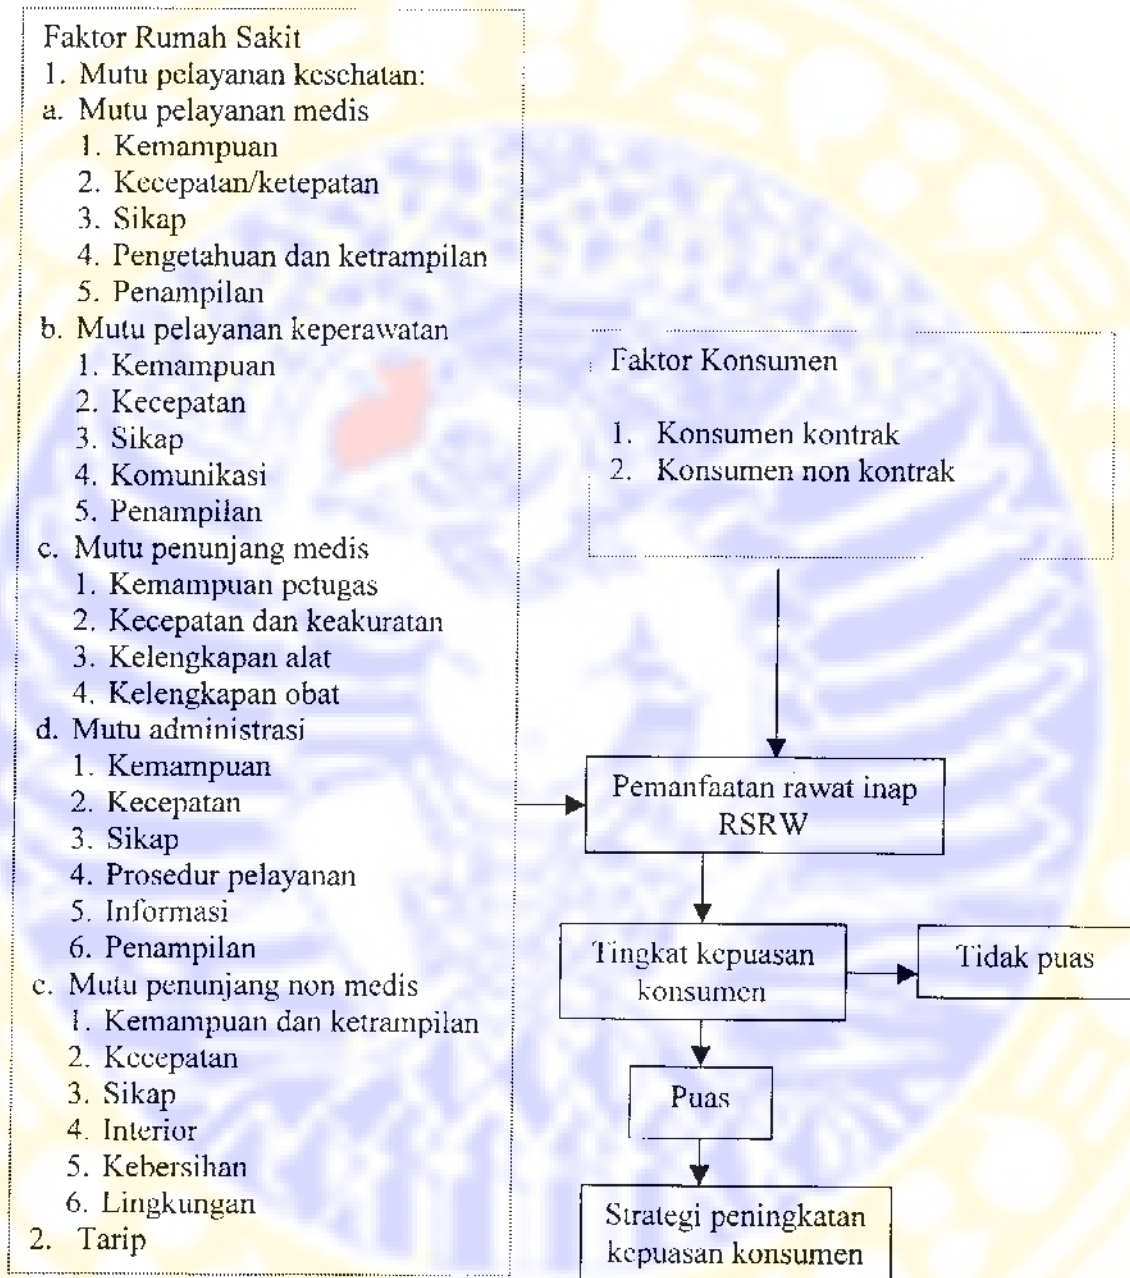 Faktor Rumah Sakit
1. Mutu pelayanan kesehatan:
a. Mutu pelayanan medis
1. Kemampuan
2. Kecepatan/ketepatan
3. Sikap
4. Pengetahuan dan ketrampilan
5. Penampilan
b. Mutu pelayanan keperawatan
1. Kemampuan
2. Kecepatan
3. Sikap
4. Komunikasi
5. Penampilan
c. Mutu penunjang medis
1. Kemampuan petugas
2. Kecepatan dan keakuratan
3. Kelengkapan alat
4. Kelengkapan obat
d. Mutu administrasi
1. Kemampuan
2. Kecepatan
3. Sikap
4. Prosedur pelayanan
5. Informasi
6. Penampilan
e. Mutu penunjang non medis
1. Kemampuan dan ketrampilan
2. Kecepatan
3. Sikap
4. Interior
5. Kebersihan
6. Lingkungan
2. Tarip
Faktor Konsumen
1. Konsumen kontrak
2. Konsumen non kontrak
Pemanfaatan rawat inap
RSRW
Tingkat kepuasan
konsumen
Tidak puas
Puas
Strategi peningkatan
kepuasan konsumen